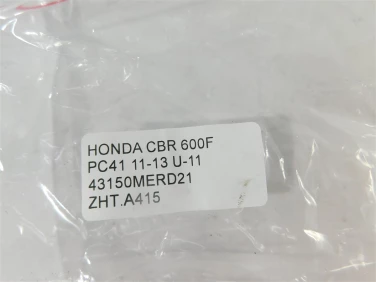 HONDA CBR 600F
PC41 11-13 U-11
43150MERD21
ZHT.A415